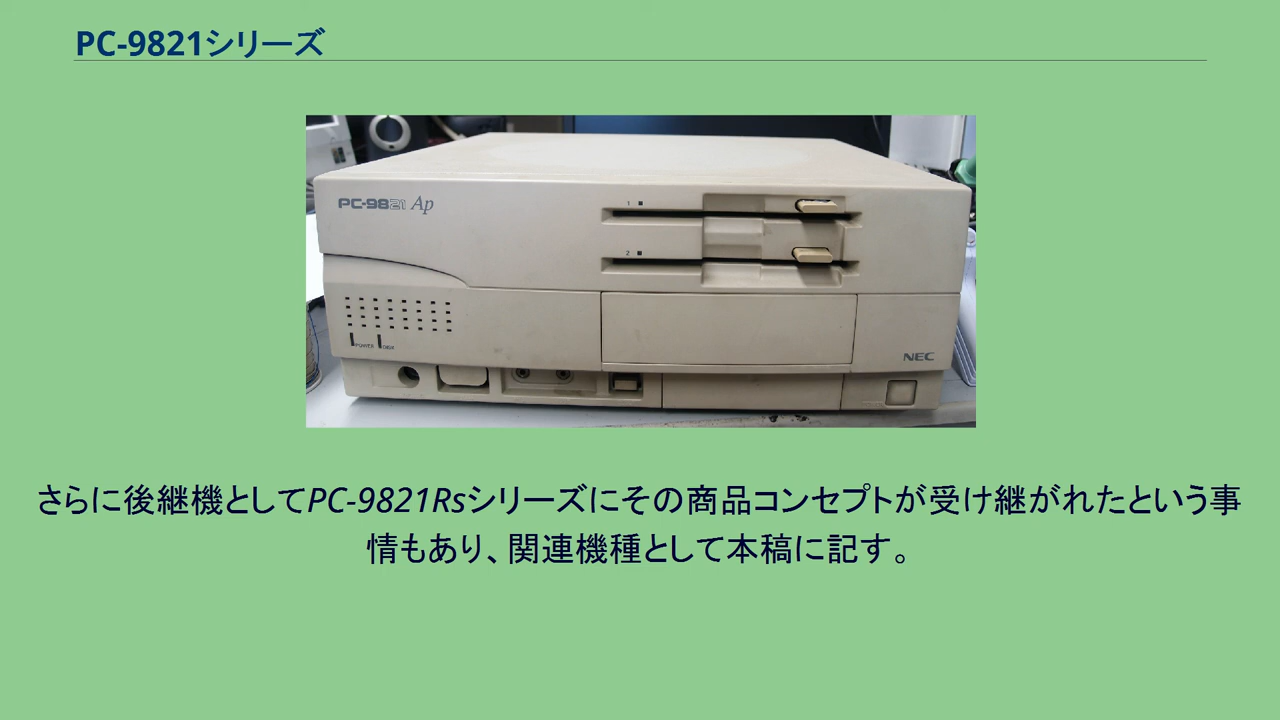 PC-9821シリーズ
PC-9821 Ap
1
2
POWER
DISK
NEC
さらに後継機としてPC-9821Rsシリーズにその商品コンセプトが受け継がれたという事
情もあり、関連機種として本稿に記す。